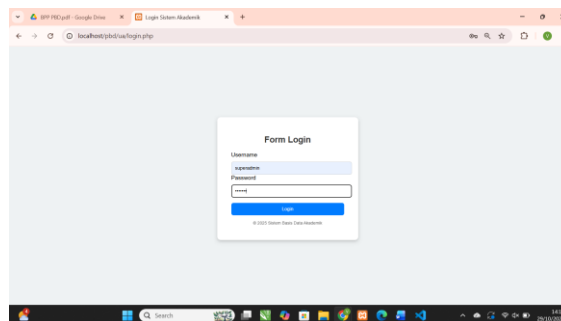 BPP PBD.pdf - Google Drive
Login Sistem Akademik
localhost/pbd/ua/login.php
Form Login
Username
superadmin
Password
Login
© 2025 Sistem Basis Data Akademik
Search